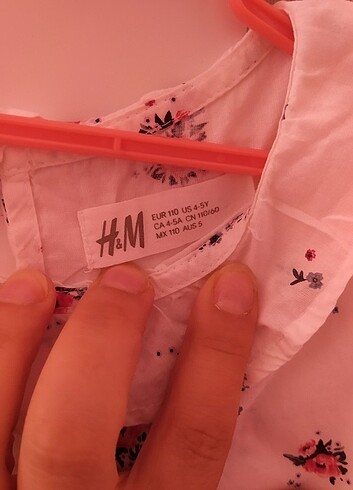 H&M
EUR 110 US 4-5Y
CA 4-5A CN 110/60
MX 110 AUS 5